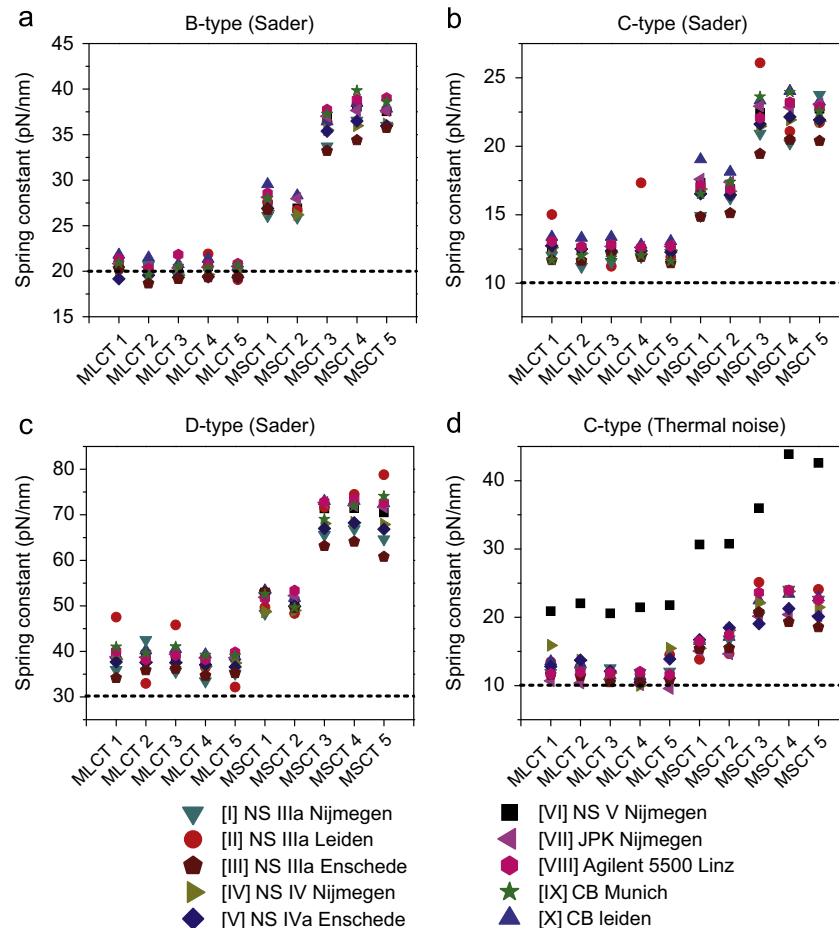 a
B-type (Sader)
45
40
35
30
25
20
15
Spring constant (pN/nm)
MLCT 1
MLCT 2
MLCT 3
MLCT 4
MLCT 5
MSCT 1
MSCT 2
MSCT 3
MSCT 4
MSCT 5
b
C-type (Sader)
25
20
15
10
Spring constant (pN/nm)
MLCT 1
MLCT 2
MLCT 3
MLCT 4
MLCT 5
MSCT 1
MSCT 2
MSCT 3
MSCT 4
MSCT 5
c
D-type (Sader)
80
70
60
50
40
30
Spring constant (pN/nm)
MLCT 1
MLCT 2
MLCT 3
MLCT 4
MLCT 5
MSCT 1
MSCT 2
MSCT 3
MSCT 4
MSCT 5
d
C-type (Thermal noise)
40
30
20
10
Spring constant (pN/nm)
MLCT 1
MLCT 2
MLCT 3
MLCT 4
MLCT 5
MSCT 1
MSCT 2
MSCT 3
MSCT 4
MSCT 5
[I] NS IIIa Nijmegen
[II] NS IIIa Leiden
[III] NS IIIa Enschede
[IV] NS IV Nijmegen
[V] NS IVa Enschede
[VI] NS V Nijmegen
[VII] JPK Nijmegen
[VIII] Agilent 5500 Linz
[IX] CB Munich
[X] CB leiden